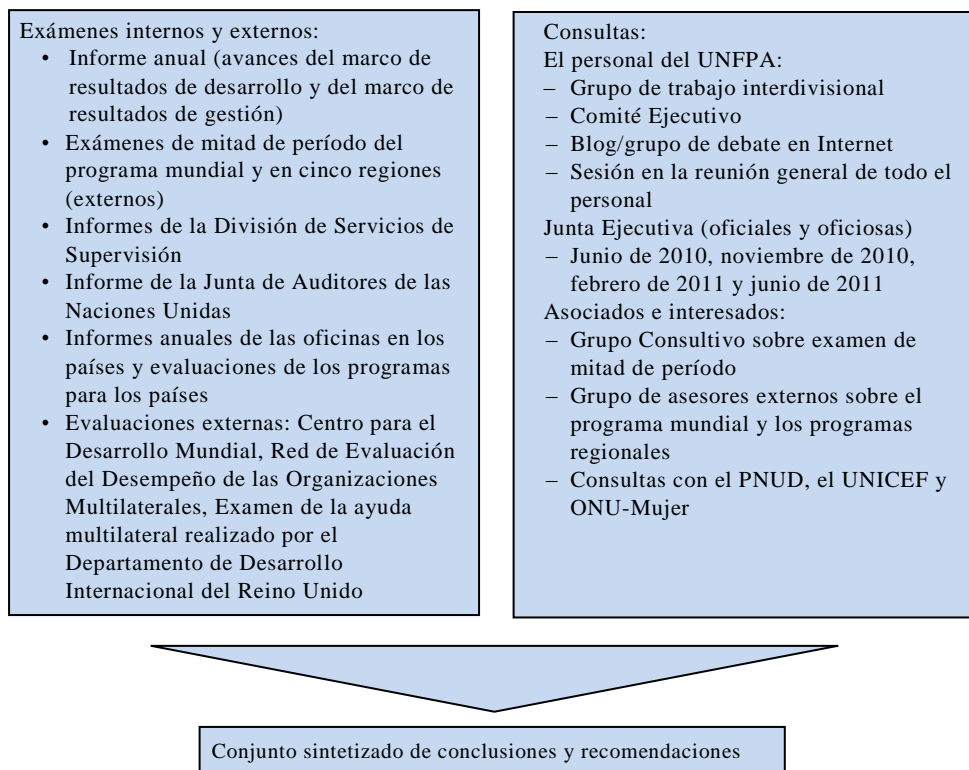 Exámenes internos y externos:
• Informe anual (avances del marco de
resultados de desarrollo y del marco de
resultados de gestión)
• Exámenes de mitad de período del
programa mundial y en cinco regiones
(externos)
• Informes de la División de Servicios de
Supervisión
• Informe de la Junta de Auditores de las
Naciones Unidas
• Informes anuales de las oficinas en los
países y evaluaciones de los programas
para los países
• Evaluaciones externas: Centro para el
Desarrollo Mundial, Red de Evaluación
del Desempeño de las Organizaciones
Multilaterales, Examen de la ayuda
multilateral realizado por el
Departamento de Desarrollo
Internacional del Reino Unido
Consultas:
El personal del UNFPA:
– Grupo de trabajo interdivisional
– Comité Ejecutivo
– Blog/grupo de debate en Internet
– Sesión en la reunión general de todo el
personal
Junta Ejecutiva (oficiales y oficiosas)
– Junio de 2010, noviembre de 2010,
febrero de 2011 y junio de 2011
Asociados e interesados:
– Grupo Consultivo sobre examen de
mitad de período
– Grupo de asesores externos sobre el
programa mundial y los programas
regionales
– Consultas con el PNUD, el UNICEF y
ONU-Mujer
Conjunto sintetizado de conclusiones y recomendaciones